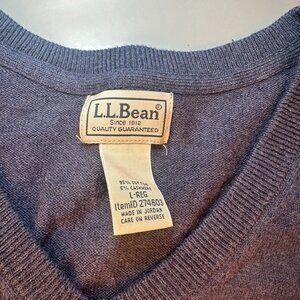 L.L.Bean®
Since 1912
QUALITY GUARANTEED
95% COTTON
5% CASHMERE
L-REG
ItemID 274603
MADE IN JORDAN
CARE ON REVERSE